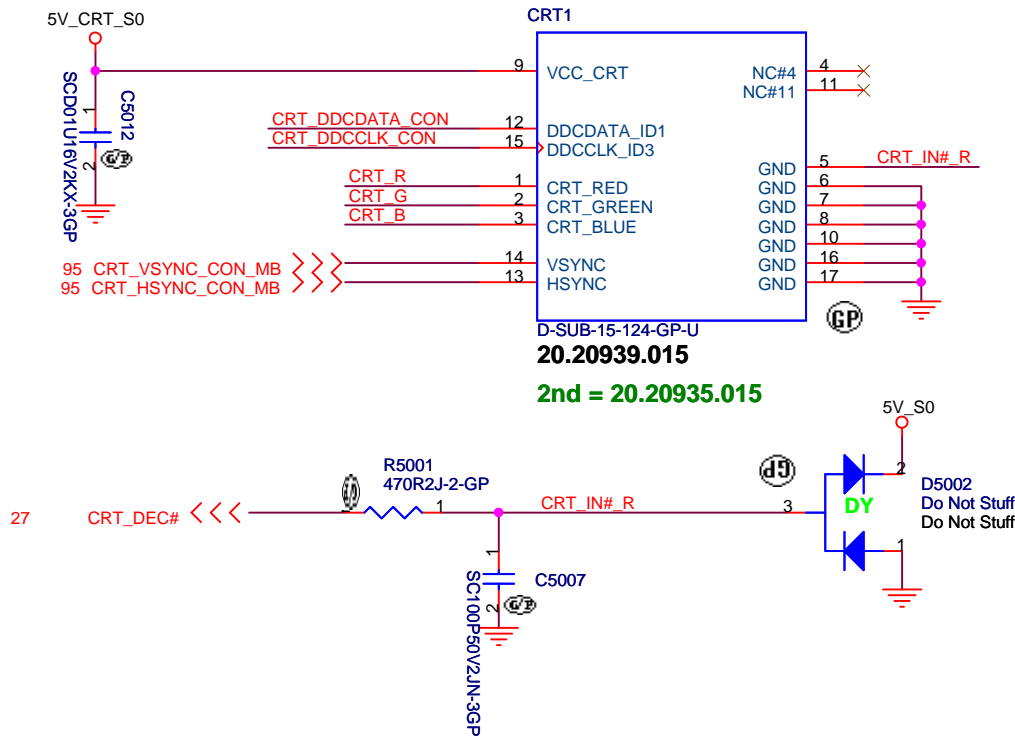 CRT1
5V_CRT_S0
9 VCC_CRT NC#4 4
NC#11 11
C5012
SCD01U16V2KX-3GP
1
2
G/P
CRT_DDCDATA_CON 12 DDCDATA_ID1
CRT_DDCCLK_CON 15 DDCCLK_ID3
GND 5 CRT_IN#_R
CRT_R 1 CRT_RED GND 6
CRT_G 2 CRT_GREEN GND 7
CRT_B 3 CRT_BLUE GND 8
GND 10
95 CRT_VSYNC_CON_MB 14 VSYNC GND 16
95 CRT_HSYNC_CON_MB 13 HSYNC GND 17
GP
D-SUB-15-124-GP-U
20.20939.015
2nd = 20.20935.015
5V_S0
R5001
470R2J-2-GP
GP
2
D5002
Do Not Stuff
Do Not Stuff
DY
27 CRT_DEC# 1 CRT_IN#_R 3
1
1
C5007
SC100P50V2JN-3GP
2
G/P